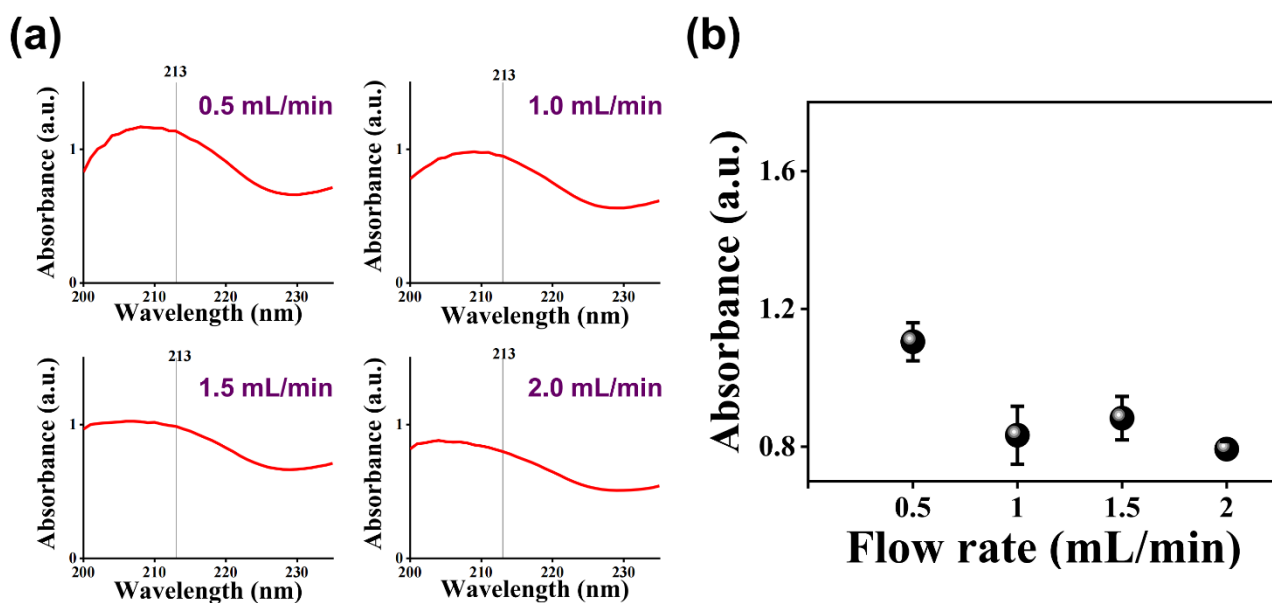 (a)
213
0.5 mL/min
Absorbance (a.u.)
1
0
200
210
220
230
Wavelength (nm)
213
1.0 mL/min
Absorbance (a.u.)
1
0
200
210
220
230
Wavelength (nm)
213
1.5 mL/min
Absorbance (a.u.)
1
0
200
210
220
230
Wavelength (nm)
213
2.0 mL/min
Absorbance (a.u.)
1
0
200
210
220
230
Wavelength (nm)
(b)
Absorbance (a.u.)
1.6
1.2
0.8
0.5
1
1.5
2
Flow rate (mL/min)